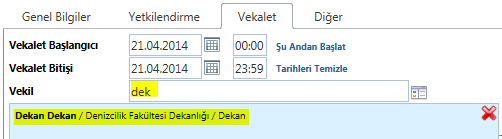 Genel Bilgiler Yetkilendirme Vekalet Diğer
Vekalet Başlangıcı 21.04.2014 00:00 Şu Andan Başlat
Vekalet Bitişi 21.04.2014 23:59 Tarihleri Temizle
Vekil dek
Dekan Dekan / Denizcilik Fakültesi Dekanlığı / Dekan